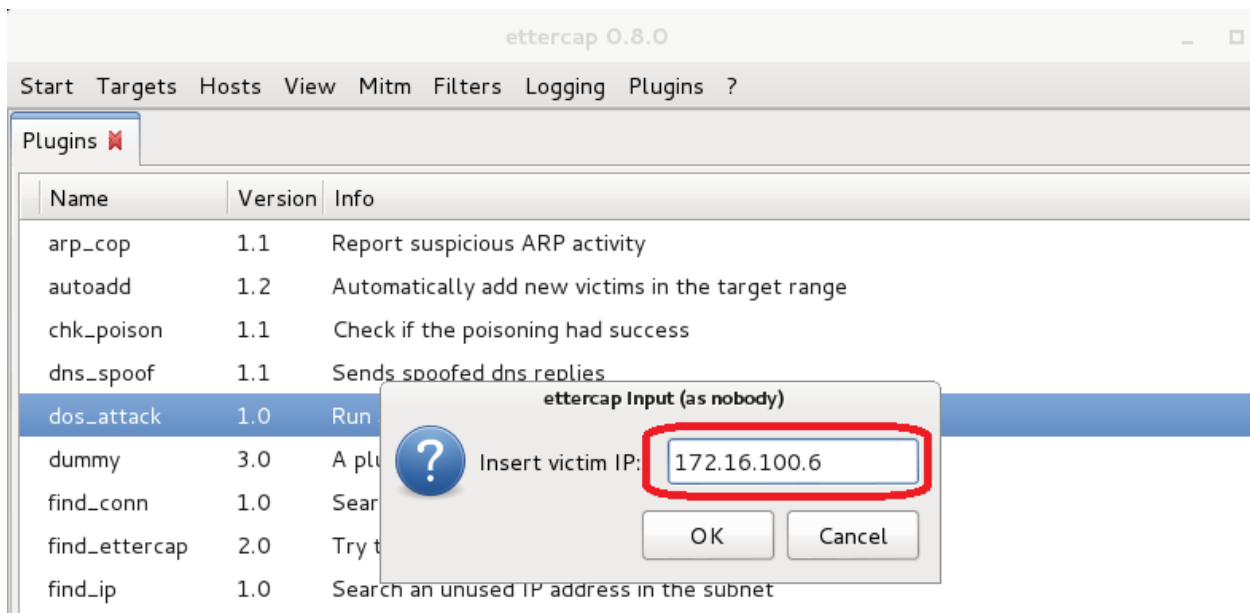 ettercap 0.8.0
Start Targets Hosts View Mitm Filters Logging Plugins ?
Plugins
Name Version Info
arp_cop 1.1 Report suspicious ARP activity
autoadd 1.2 Automatically add new victims in the target range
chk_poison 1.1 Check if the poisoning had success
dns_spoof 1.1 Sends spoofed dns replies
ettercap Input (as nobody)
dos_attack 1.0 Run
Insert victim IP: 172.16.100.6
dummy 3.0 A
find_conn 1.0
OK Cancel
find_ettercap 2.0
find_ip 1.0 Search an unused IP address in the subnet